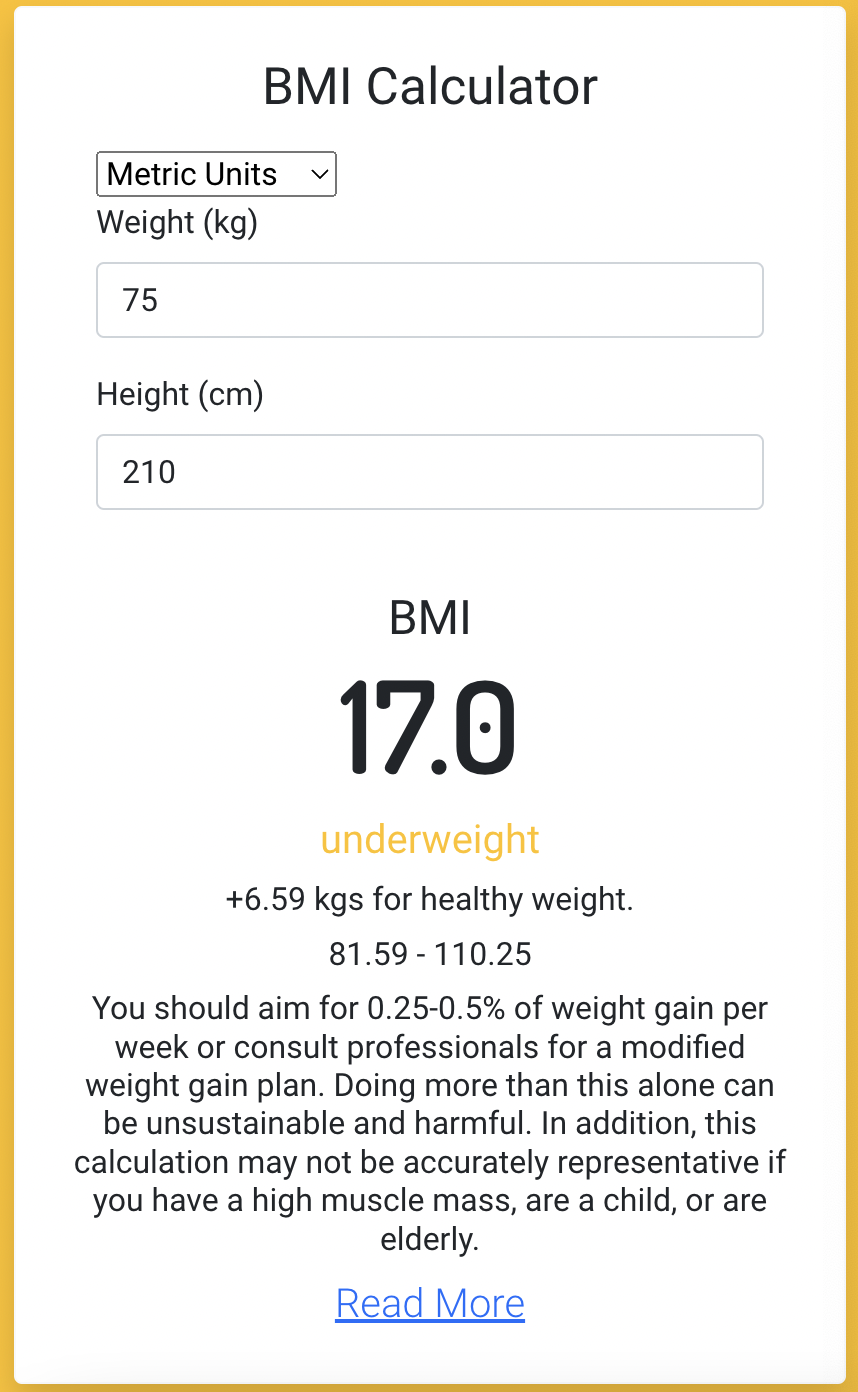 BMI Calculator
Metric Units
Weight (kg)
75
Height (cm)
210
BMI
17.0
underweight
+6.59 kgs for healthy weight.
81.59 - 110.25
You should aim for 0.25-0.5% of weight gain per
week or consult professionals for a modified
weight gain plan. Doing more than this alone can
be unsustainable and harmful. In addition, this
calculation may not be accurately representative if
you have a high muscle mass, are a child, or are
elderly.
Read More